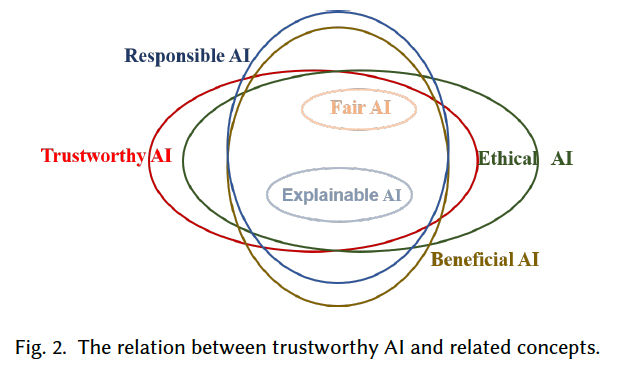 Responsible AI
Fair AI
Trustworthy AI
Ethical AI
Explainable AI
Beneficial AI
Fig. 2. The relation between trustworthy AI and related concepts.